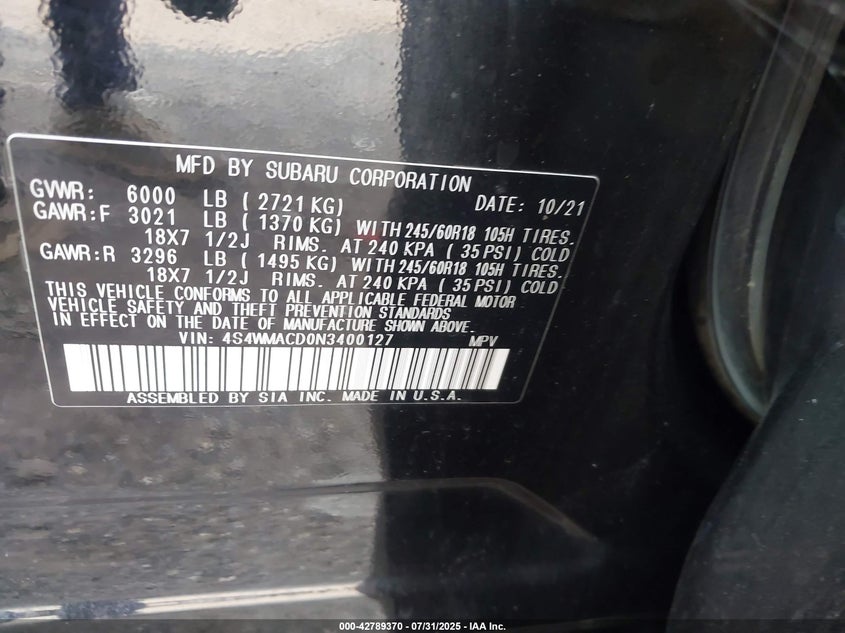 MFD BY SUBARU CORPORATION
GVWR: 6000 LB ( 2721 KG) DATE: 10/21
GAWR:F 3021 LB ( 1370 KG) WITH 245/60R18 105H TIRES.
18X7 1/2J RIMS. AT 240 KPA ( 35 PSI) COLD
GAWR:R 3296 LB ( 1495 KG) WITH 245/60R18 105H TIRES.
18X7 1/2J RIMS. AT 240 KPA ( 35 PSI) COLD
THIS VEHICLE CONFORMS TO ALL APPLICABLE FEDERAL MOTOR
VEHICLE SAFETY AND THEFT PREVENTION STANDARDS
IN EFFECT ON THE DATE OF MANUFACTURE SHOWN ABOVE.
VIN: 4S4WMACD0N3400127 MPV
ASSEMBLED BY SIA INC. MADE IN U.S.A.
000-42789370 - 07/31/2025 - IAA Inc.